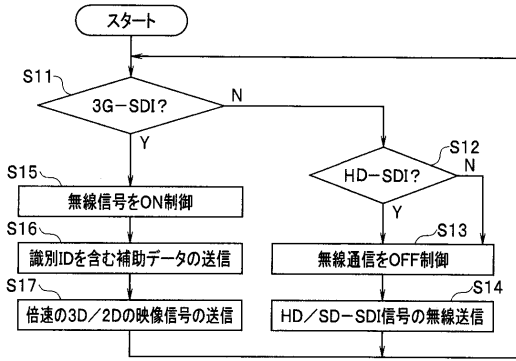 スタート
S11
3G-SDI?
N
Y
S12
HD-SDI?
N
Y
S15
無線信号をON制御
S13
無線通信をOFF制御
S16
識別IDを含む補助データの送信
S14
HD/SD-SDI信号の無線送信
S17
倍速の3D/2Dの映像信号の送信